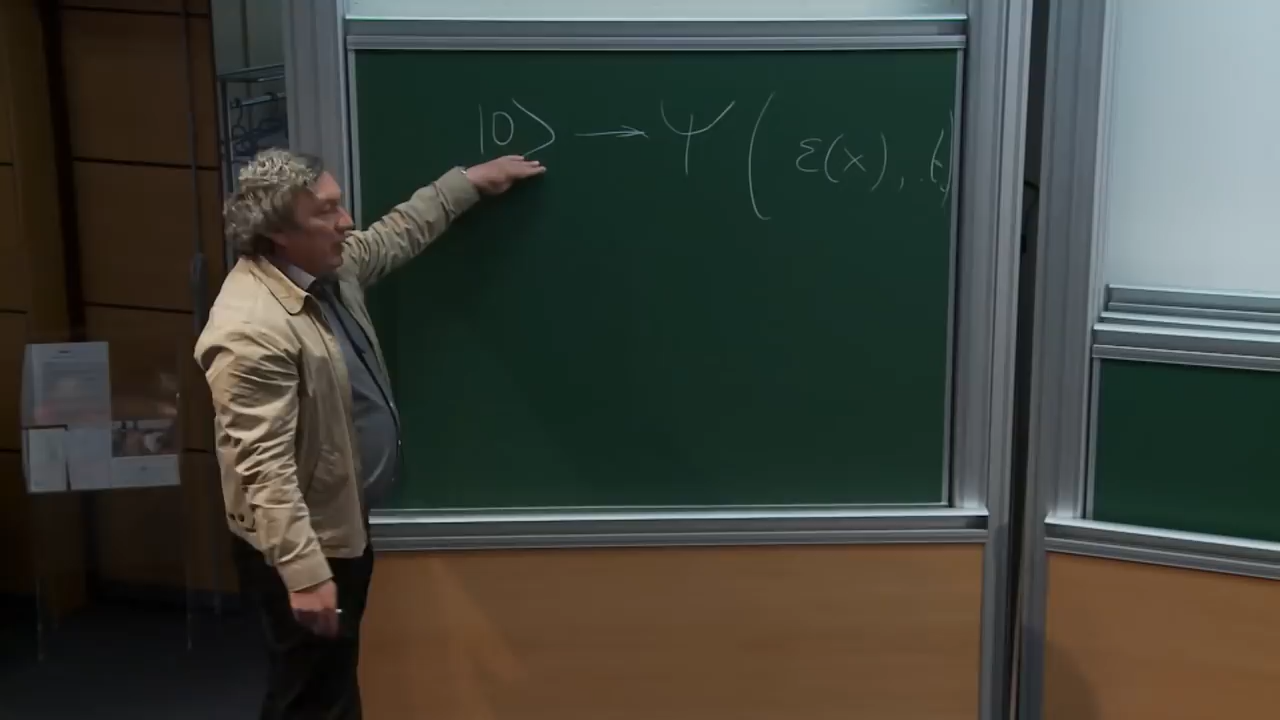 |0⟩ → ψ ( ε(x), t)